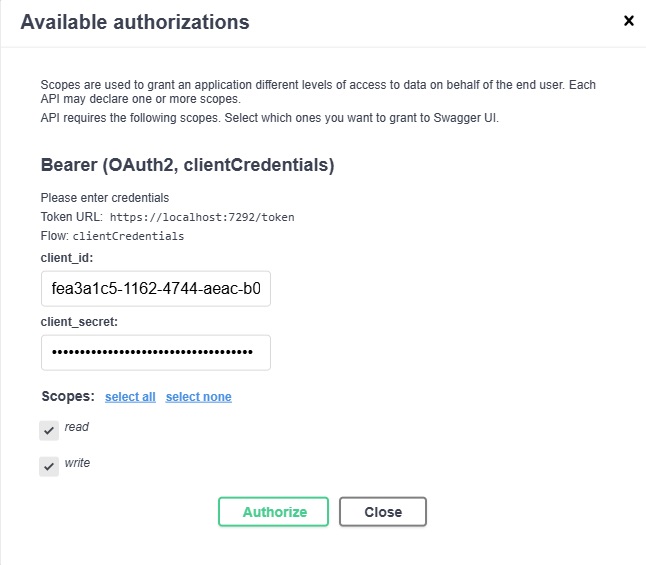 Available authorizations
Scopes are used to grant an application different levels of access to data on behalf of the end user. Each
API may declare one or more scopes.
API requires the following scopes. Select which ones you want to grant to Swagger UI.
Bearer (OAuth2, clientCredentials)
Please enter credentials
Token URL: https://localhost:7292/token
Flow: clientCredentials
client_id:
fea3a1c5-1162-4744-aeac-b0
client_secret:
Scopes: select all select none
read
write
Authorize Close